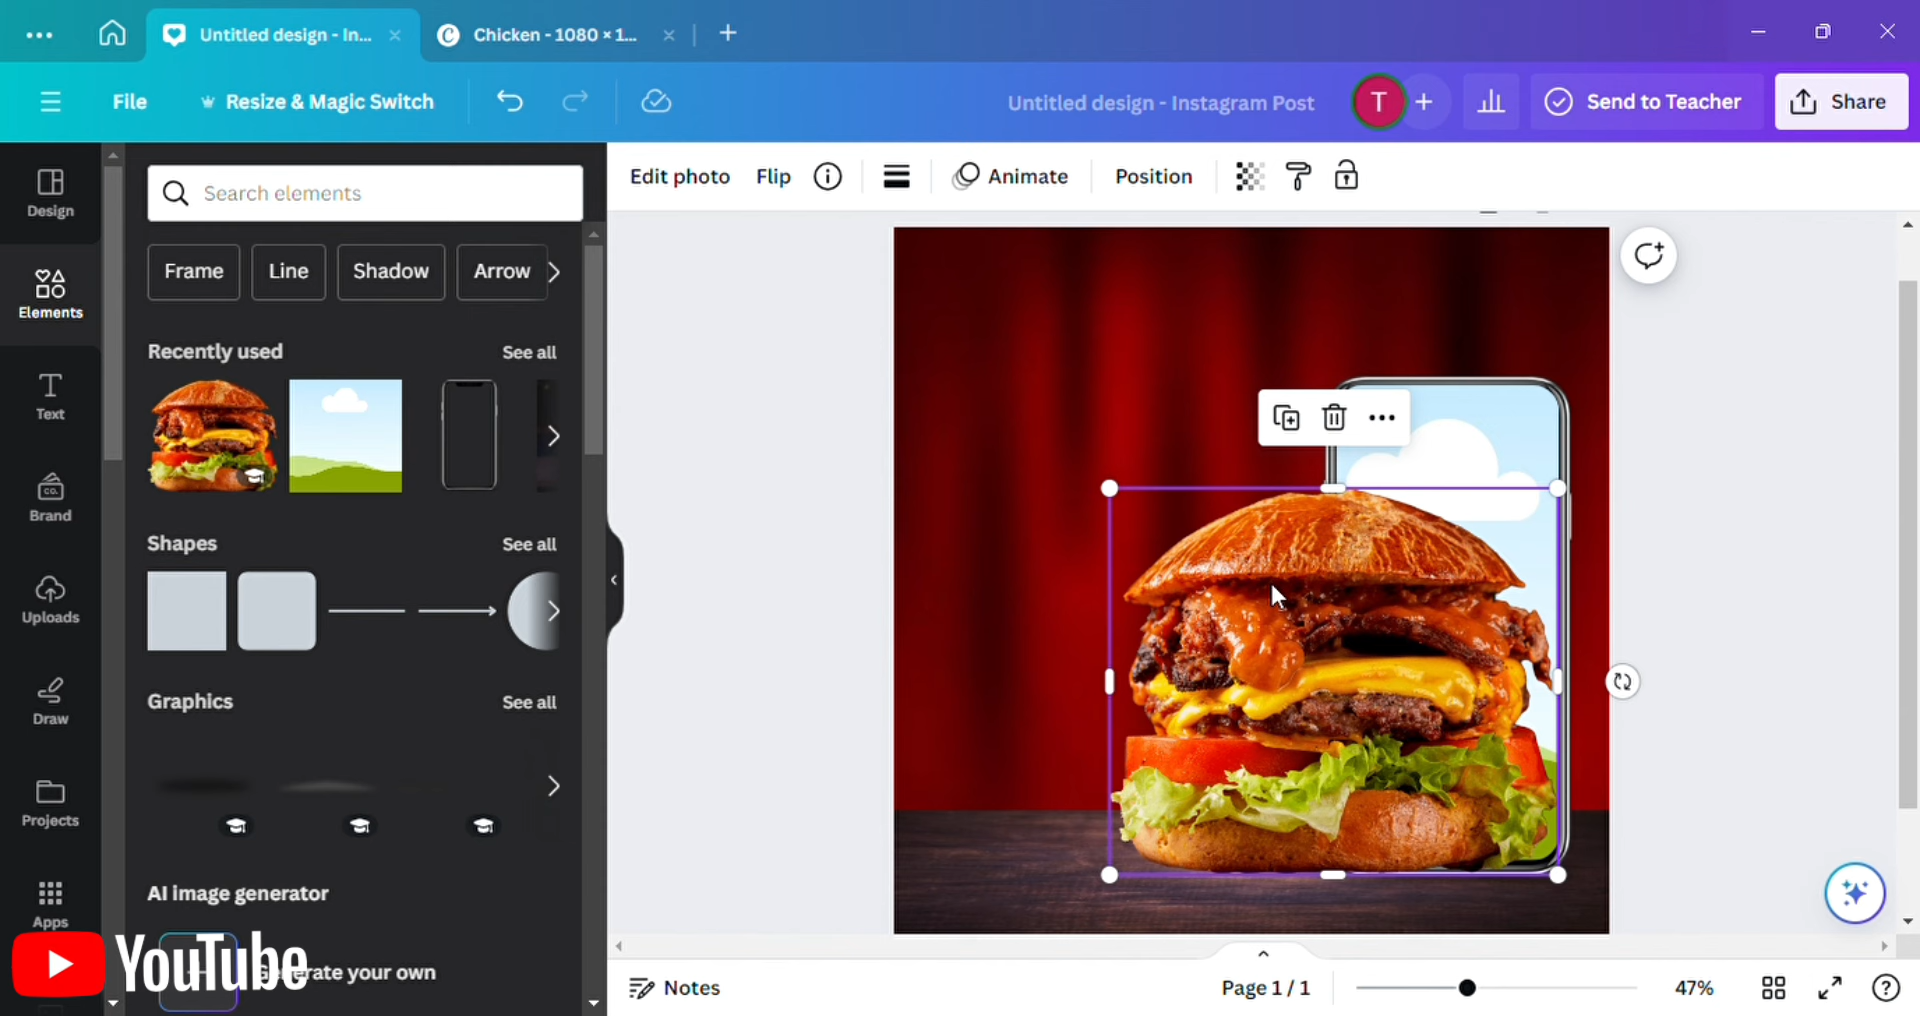 Untitled design - In...
Chicken - 1080 × 1...
File
Resize & Magic Switch
Untitled design - Instagram Post
T
Send to Teacher
Share
Design
Elements
Text
Brand
CO.
Uploads
Draw
Projects
Apps
Search elements
Frame
Line
Shadow
Arrow
Recently used
See all
Shapes
See all
Graphics
See all
AI image generator
Generate your own
YouTube
Edit photo
Flip
Animate
Position
Notes
Page 1 / 1
47%